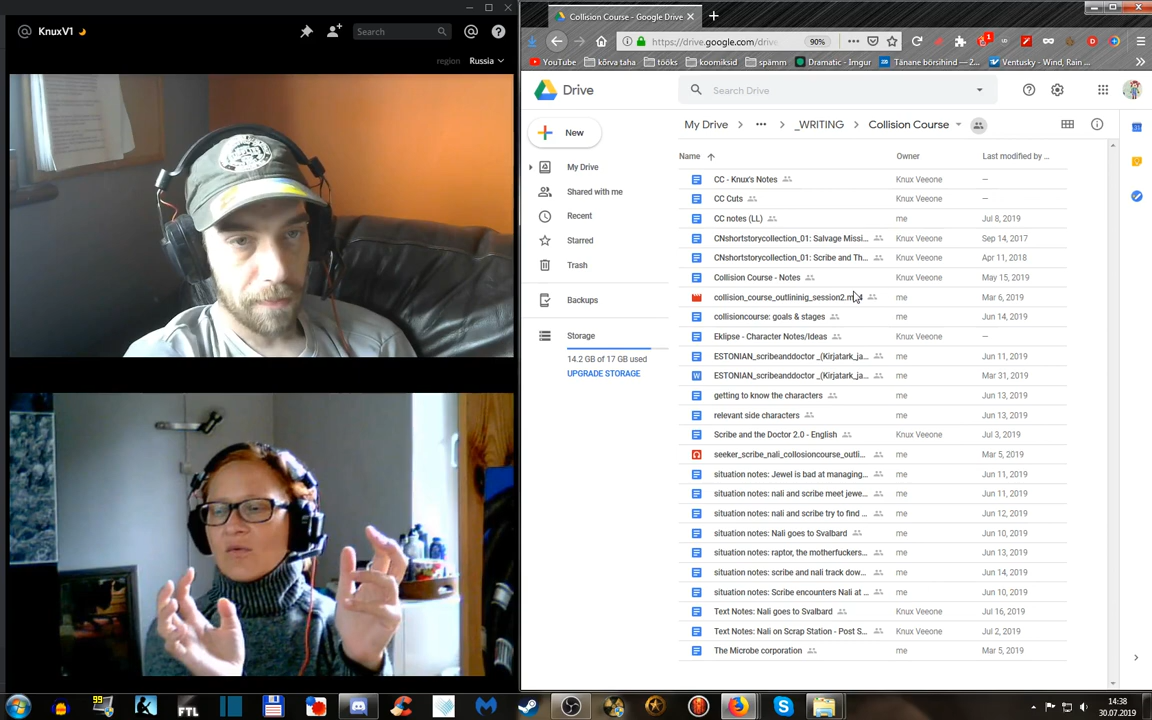 KnuxV1
Search
region Russia
Collision Course - Google Drive
https://drive.google.com/drive
90%
YouTube kõrva taha tööks koomiksid spämm Dramatic - Imgur Tänane börsihind — 2... Ventusky - Wind, Rain ...
Drive
Search Drive
New
My Drive
Shared with me
Recent
Starred
Trash
Backups
Storage
14.2 GB of 17 GB used
UPGRADE STORAGE
My Drive ... _WRITING Collision Course
Name Owner Last modified by ...
CC - Knux's Notes Knux Veeone —
CC Cuts Knux Veeone —
CC notes (LL) me Jul 8, 2019
CNshortstorycollection_01: Salvage Missi... Knux Veeone Sep 14, 2017
CNshortstorycollection_01: Scribe and Th... Knux Veeone Apr 11, 2018
Collision Course - Notes Knux Veeone May 15, 2019
collision_course_outlininig_session2.mp4 me Mar 6, 2019
collisioncourse: goals & stages me Jun 14, 2019
Eklipse - Character Notes/Ideas Knux Veeone —
ESTONIAN_scribeanddoctor _(Kirjatark_ja... me Jun 11, 2019
ESTONIAN_scribeanddoctor _(Kirjatark_ja... me Mar 31, 2019
getting to know the characters me Jun 13, 2019
relevant side characters me Jun 13, 2019
Scribe and the Doctor 2.0 - English Knux Veeone Jul 3, 2019
seeker_scribe_nali_collosioncourse_outli... me Mar 5, 2019
situation notes: Jewel is bad at managing... me Jun 11, 2019
situation notes: nali and scribe meet jewe... me Jun 11, 2019
situation notes: nali and scribe try to find ... me Jun 12, 2019
situation notes: Nali goes to Svalbard me Jun 10, 2019
situation notes: raptor, the motherfuckers... me Jun 13, 2019
situation notes: scribe and nali track dow... me Jun 14, 2019
situation notes: Scribe encounters Nali at ... me Jun 10, 2019
Text Notes: Nali goes to Svalbard Knux Veeone Jul 16, 2019
Text Notes: Nali on Scrap Station - Post S... Knux Veeone Jul 2, 2019
The Microbe corporation me Mar 5, 2019
99
FTL
14:38
30.07.2019